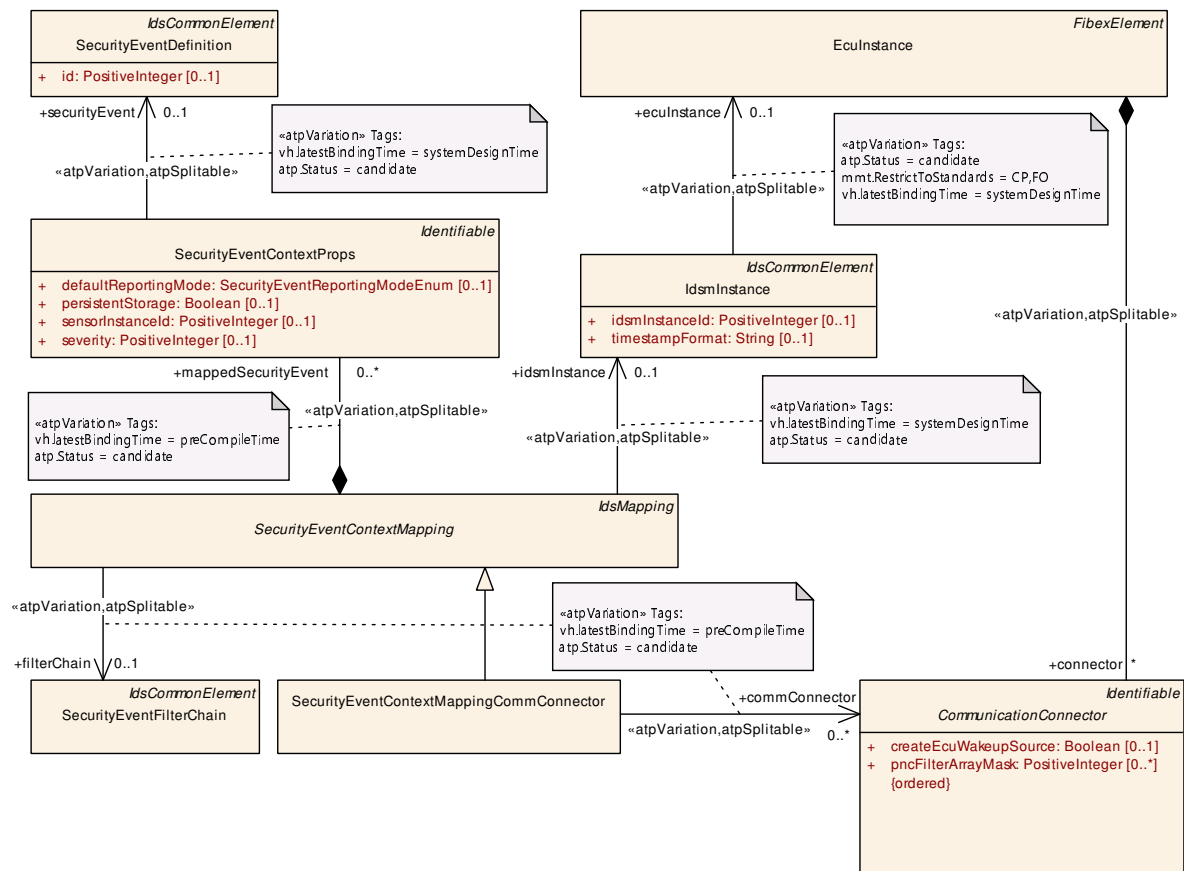 IdsCommonElement
SecurityEventDefinition
+ id: PositiveInteger [0..1]
FibexElement
EcuInstance
+securityEvent 0..1
«atpVariation» Tags:
vh.latestBindingTime = systemDesignTime
atp.Status = candidate
«atpVariation,atpSplitable»
+ecuInstance 0..1
«atpVariation» Tags:
atp.Status = candidate
mmt.RestrictToStandards = CP,FO
vh.latestBindingTime = systemDesignTime
«atpVariation,atpSplitable»
Identifiable
SecurityEventContextProps
+ defaultReportingMode: SecurityEventReportingModeEnum [0..1]
+ persistentStorage: Boolean [0..1]
+ sensorInstanceId: PositiveInteger [0..1]
+ severity: PositiveInteger [0..1]
IdsCommonElement
IdsmInstance
+ idsmInstanceId: PositiveInteger [0..1]
+ timestampFormat: String [0..1]
«atpVariation,atpSplitable»
+mappedSecurityEvent 0..*
+idsmInstance 0..1
«atpVariation» Tags:
vh.latestBindingTime = preCompileTime
atp.Status = candidate
«atpVariation,atpSplitable»
«atpVariation,atpSplitable»
«atpVariation» Tags:
vh.latestBindingTime = systemDesignTime
atp.Status = candidate
IdsMapping
SecurityEventContextMapping
«atpVariation,atpSplitable»
«atpVariation» Tags:
vh.latestBindingTime = preCompileTime
atp.Status = candidate
+filterChain 0..1
+connector *
IdsCommonElement
SecurityEventFilterChain
SecurityEventContextMappingCommConnector
+commConnector
«atpVariation,atpSplitable»
0..*
Identifiable
CommunicationConnector
+ createEcuWakeupSource: Boolean [0..1]
+ pncFilterArrayMask: PositiveInteger [0..*]
{ordered}